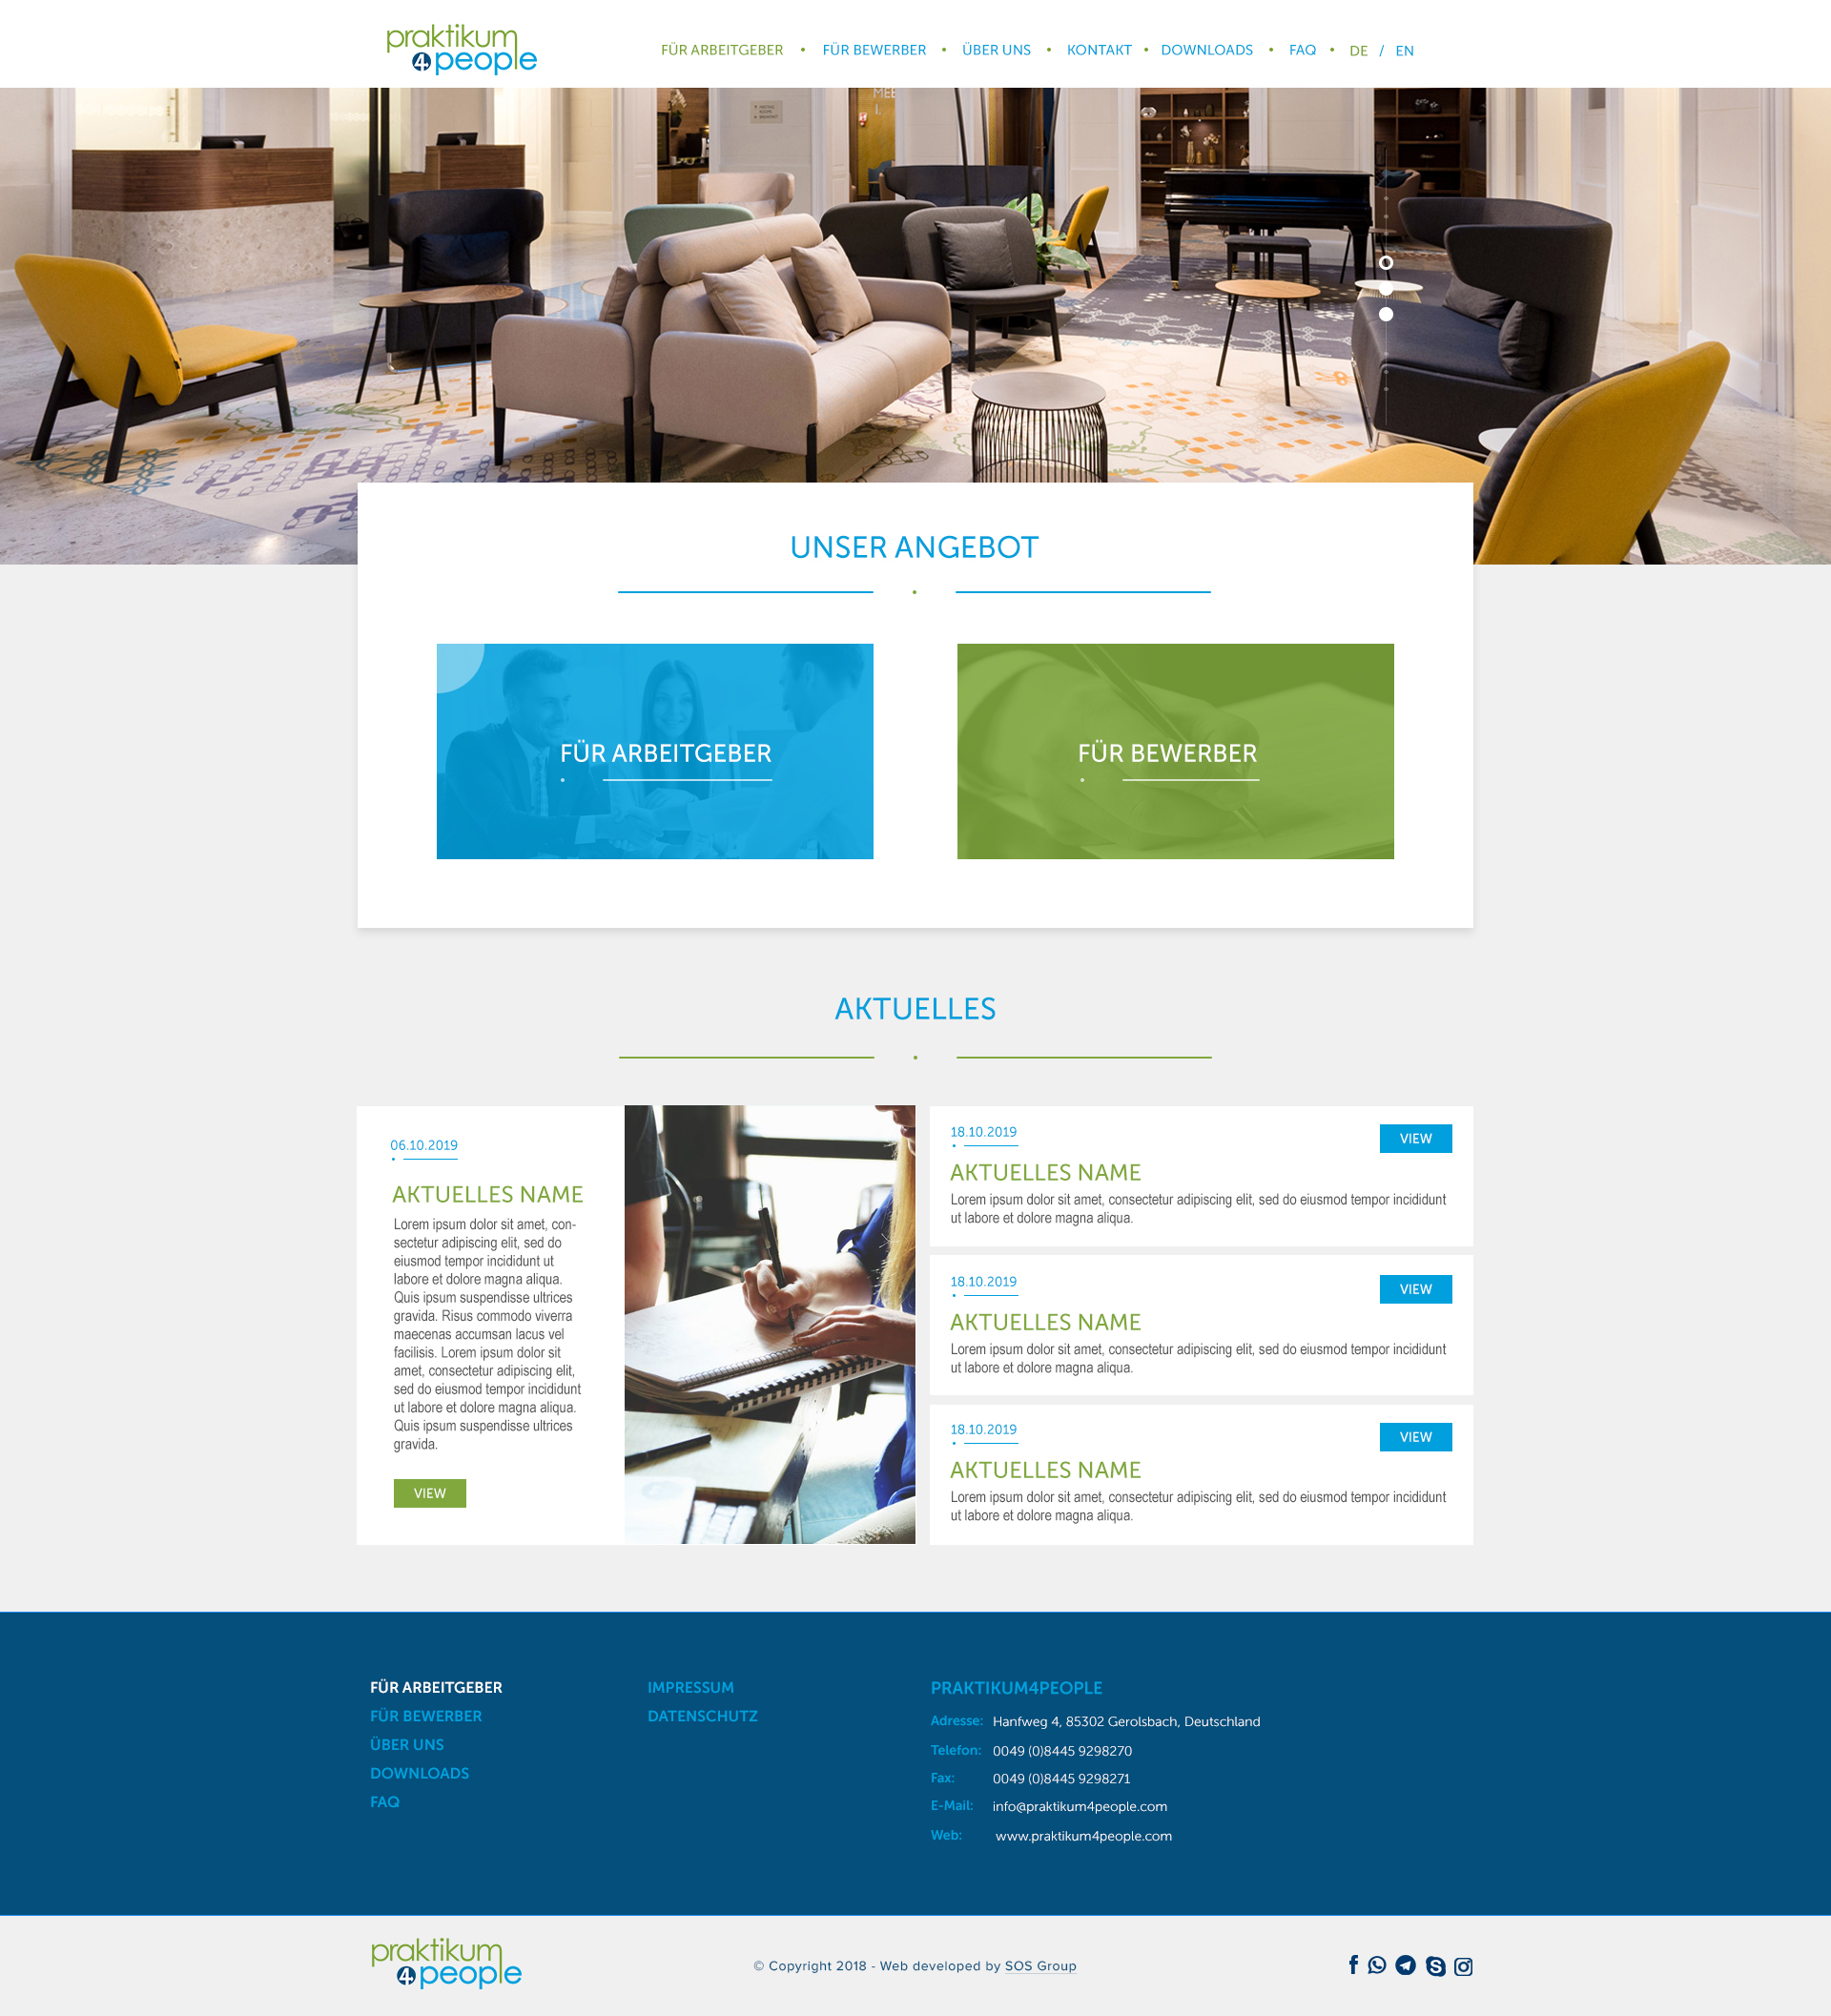 praktikum
4people
FÜR ARBEITGEBER • FÜR BEWERBER • ÜBER UNS • KONTAKT • DOWNLOADS • FAQ • DE / EN
UNSER ANGEBOT
FÜR ARBEITGEBER
FÜR BEWERBER
AKTUELLES
06.10.2019
AKTUELLES NAME
Lorem ipsum dolor sit amet, con-
sectetur adipiscing elit, sed do
eiusmod tempor incididunt ut
labore et dolore magna aliqua.
Quis ipsum suspendisse ultrices
gravida. Risus commodo viverra
maecenas accumsan lacus vel
facilisis. Lorem ipsum dolor sit
amet, consectetur adipiscing elit,
sed do eiusmod tempor incididunt
ut labore et dolore magna aliqua.
Quis ipsum suspendisse ultrices
gravida.
VIEW
18.10.2019
VIEW
AKTUELLES NAME
Lorem ipsum dolor sit amet, consectetur adipiscing elit, sed do eiusmod tempor incididunt
ut labore et dolore magna aliqua.
18.10.2019
VIEW
AKTUELLES NAME
Lorem ipsum dolor sit amet, consectetur adipiscing elit, sed do eiusmod tempor incididunt
ut labore et dolore magna aliqua.
18.10.2019
VIEW
AKTUELLES NAME
Lorem ipsum dolor sit amet, consectetur adipiscing elit, sed do eiusmod tempor incididunt
ut labore et dolore magna aliqua.
FÜR ARBEITGEBER
FÜR BEWERBER
ÜBER UNS
DOWNLOADS
FAQ
IMPRESSUM
DATENSCHUTZ
PRAKTIKUM4PEOPLE
Adresse: Hanfweg 4, 85302 Gerolsbach, Deutschland
Telefon: 0049 (0)8445 9298270
Fax: 0049 (0)8445 9298271
E-Mail: info@praktikum4people.com
Web: www.praktikum4people.com
praktikum
4people
© Copyright 2018 - Web developed by SOS Group